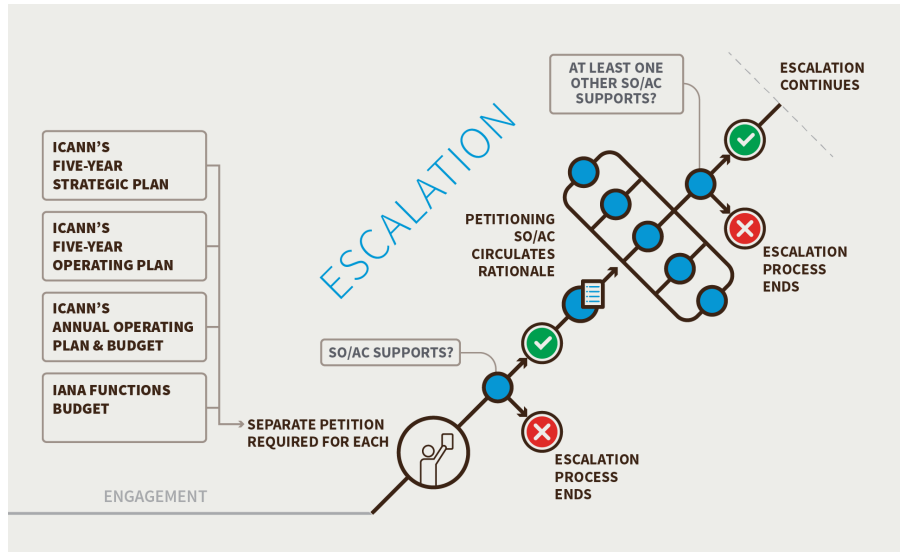 AT LEAST ONE
OTHER SO/AC
SUPPORTS?
ESCALATION
CONTINUES
ESCALATION
ICANN'S
FIVE-YEAR
STRATEGIC PLAN
ICANN'S
FIVE-YEAR
OPERATING PLAN
ICANN'S
ANNUAL OPERATING
PLAN & BUDGET
IANA FUNCTIONS
BUDGET
PETITIONING
SO/AC
CIRCULATES
RATIONALE
ESCALATION
PROCESS
ENDS
SO/AC SUPPORTS?
SEPARATE PETITION
REQUIRED FOR EACH
ESCALATION
PROCESS
ENDS
ENGAGEMENT